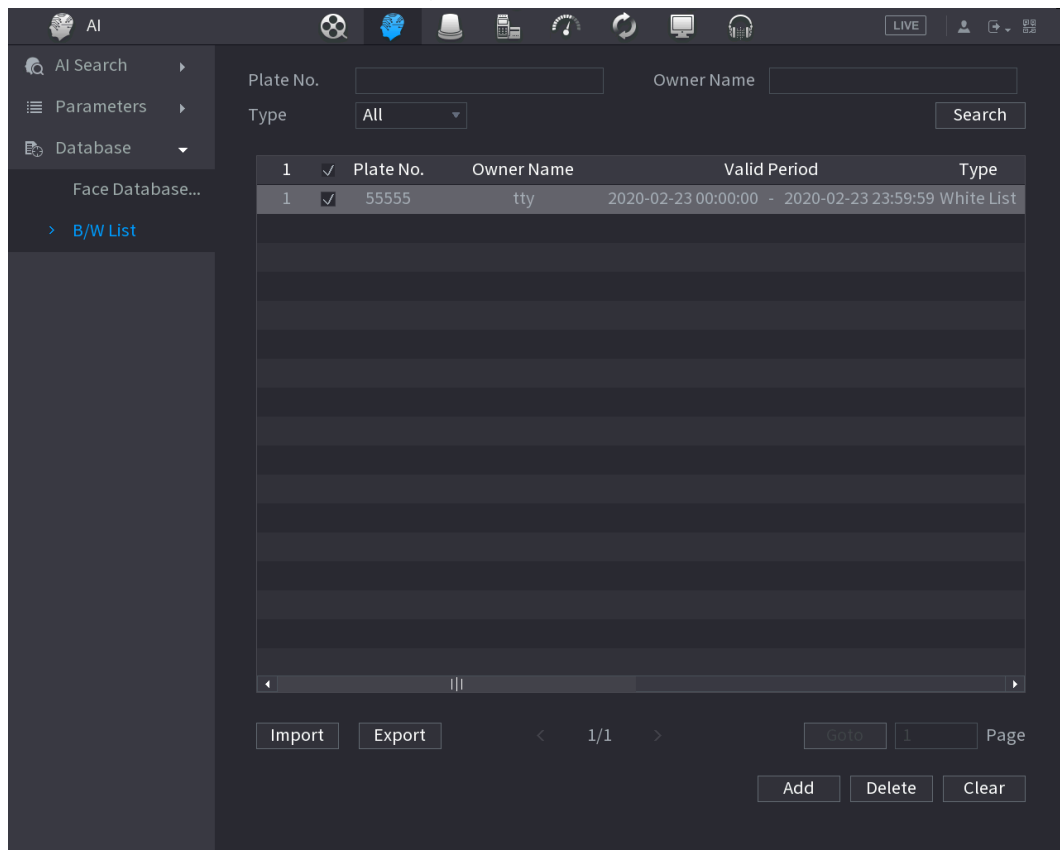 AI
LIVE
AI Search
Parameters
Database
Face Database...
B/W List
Plate No.
Owner Name
Type
All
Search
1 Plate No. Owner Name Valid Period Type
1 55555 tty 2020-02-23 00:00:00 - 2020-02-23 23:59:59 White List
Import
Export
1/1
Goto
1
Page
Add
Delete
Clear